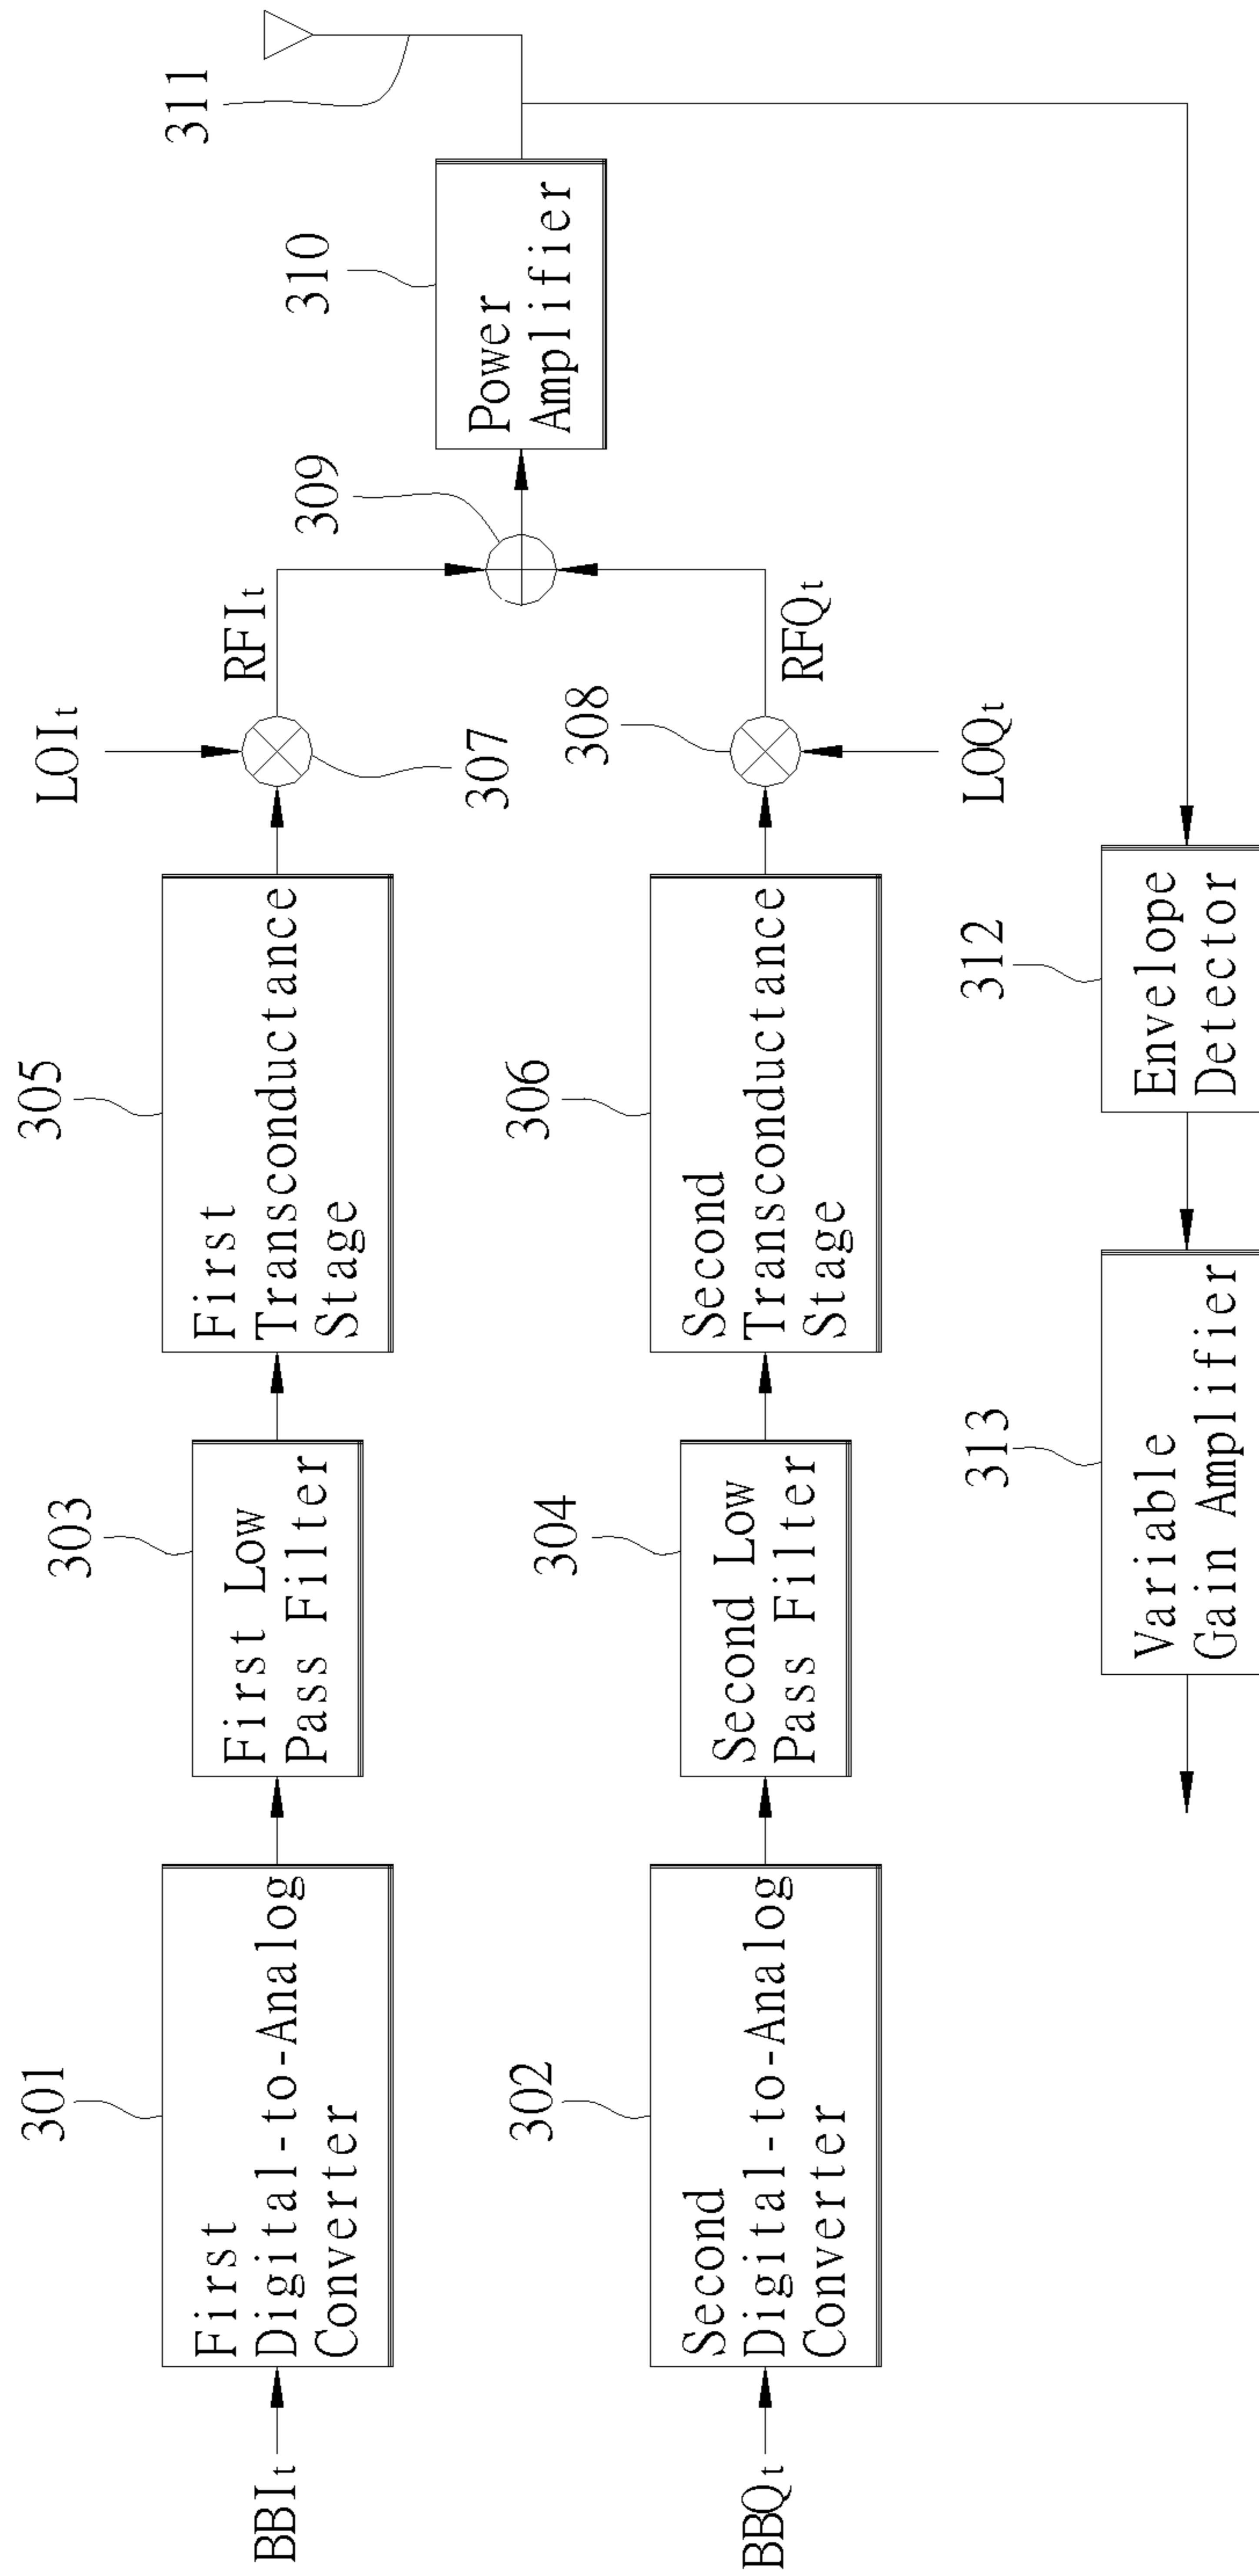 BBIt
301
First
Digital-to-Analog
Converter
303
First Low
Pass Filter
305
First
Transconductance
Stage
LOIt
307
RFIt
309
310
Power
Amplifier
311
BBQt
302
Second
Digital-to-Analog
Converter
304
Second Low
Pass Filter
306
Second
Transconductance
Stage
308
LOQt
RFQt
313
Variable
Gain Amplifier
312
Envelope
Detector